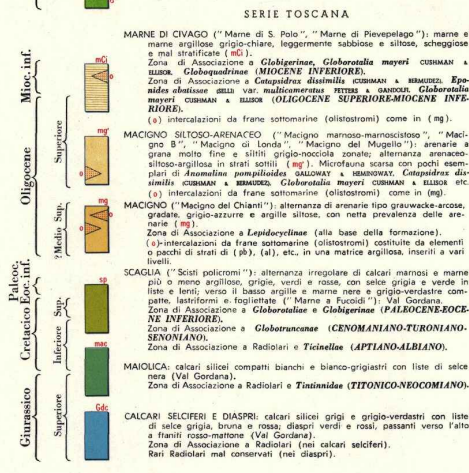 SERIE TOSCANA
MARNE DI CIVAGO ("Marne di S. Polo", "Marne di Pievepelago"): marne e
marne argillose grigio-chiare, leggermente sabbiose e siltose, scheggiose
e mal stratificate (mCi).
Zona di Associazione a Globigerinae, Globorotalia mayeri CUSHMAN &
ELLISOR, Globoquadrinae (MIOCENE INFERIORE).
Zona di Associazione a Catapsidrax dissimilis (CUSHMAN & BERMUDEZ), Epo-
nides abatissae (SELLI) var. multicameratus PETTERS & GANDOLFI, Globorotalia
mayeri CUSHMAN & ELLISOR (OLIGOCENE SUPERIORE-MIOCENE INFE-
RIORE).
(o) intercalazioni da frane sottomarine (olistostromi) come in (mg).
MACIGNO SILTOSO-ARENACEO ("Macigno marnoso-marnoscistoso", "Maci-
gno B", "Macigno di Londa", "Macigno del Mugello"): arenarie a
grana molto fine e siltiti grigio-nocciola zonate; alternanza arenaceo-
siltoso-argillosa in strati sottili (mg'). Microfauna scarsa con pochi esem-
plari di Anomalina pompilioides GALLOWAY & HEMINGWAY, Catapsidrax dis-
similis (CUSHMAN & BERMUDEZ), Globorotalia mayeri CUSHMAN & ELLISOR etc.
(o) intercalazioni da frane sottomarine (olistostromi) come in (mg).
MACIGNO ("Macigno del Chianti"): alternanza di arenarie tipo grauwacke-arcose,
gradate, grigio-azzurre e argille siltose, con netta prevalenza delle are-
narie (mg).
Zona di Associazione a Lepidocyclinae (alla base della formazione).
(o)-intercalazioni da frane sottomarine (olistostromi) costituite da elementi
o pacchi di strati di (pb), (al), etc., in una matrice argillosa, inseriti a vari
livelli.
SCAGLIA ("Scisti policromi"): alternanza irregolare di calcari marnosi e marne
più o meno argillose, grigie, verdi e rosse, con selce grigia e verde in
liste e lenti; verso il basso argille e marne nere e grigio-verdastre com-
patte, lastriformi e fogliettate ("Marne a Fucoidi"): Val Gordana.
Zona di Associazione a Globorotaliae e Globigerinae (PALEOCENE-EOCE-
NE INFERIORE).
Zona di Associazione a Globotruncanae (CENOMANIANO-TURONIANO-
SENONIANO).
Zona di Associazione a Radiolari e Ticinellae (APTIANO-ALBIANO).
MAIOLICA: calcari silicei compatti bianchi e bianco-grigiastri con liste di selce
nera (Val Gordana).
Zona di Associazione a Radiolari e Tintinnidae (TITONICO-NEOCOMIANO).
CALCARI SELCIFERI E DIASPRI: calcari silicei grigi e grigio-verdastri con liste
di selce grigia, bruna e rossa; diaspri verdi e rossi, passanti verso l'alto
a ftaniti rosso-mattone (Val Gordana).
Zona di Associazione a Radiolari (nei calcari selciferi).
Rari Radiolari mal conservati (nei diaspri).
Mioc. inf.
Oligocene
Superiore
? Medio Sup.
Paleoc. Eoc. inf.
Cretacico
Sup.
Inferiore
Giurassico
Superiore
mCi
o
mg'
o
mg
o
sp
mac
Gdc